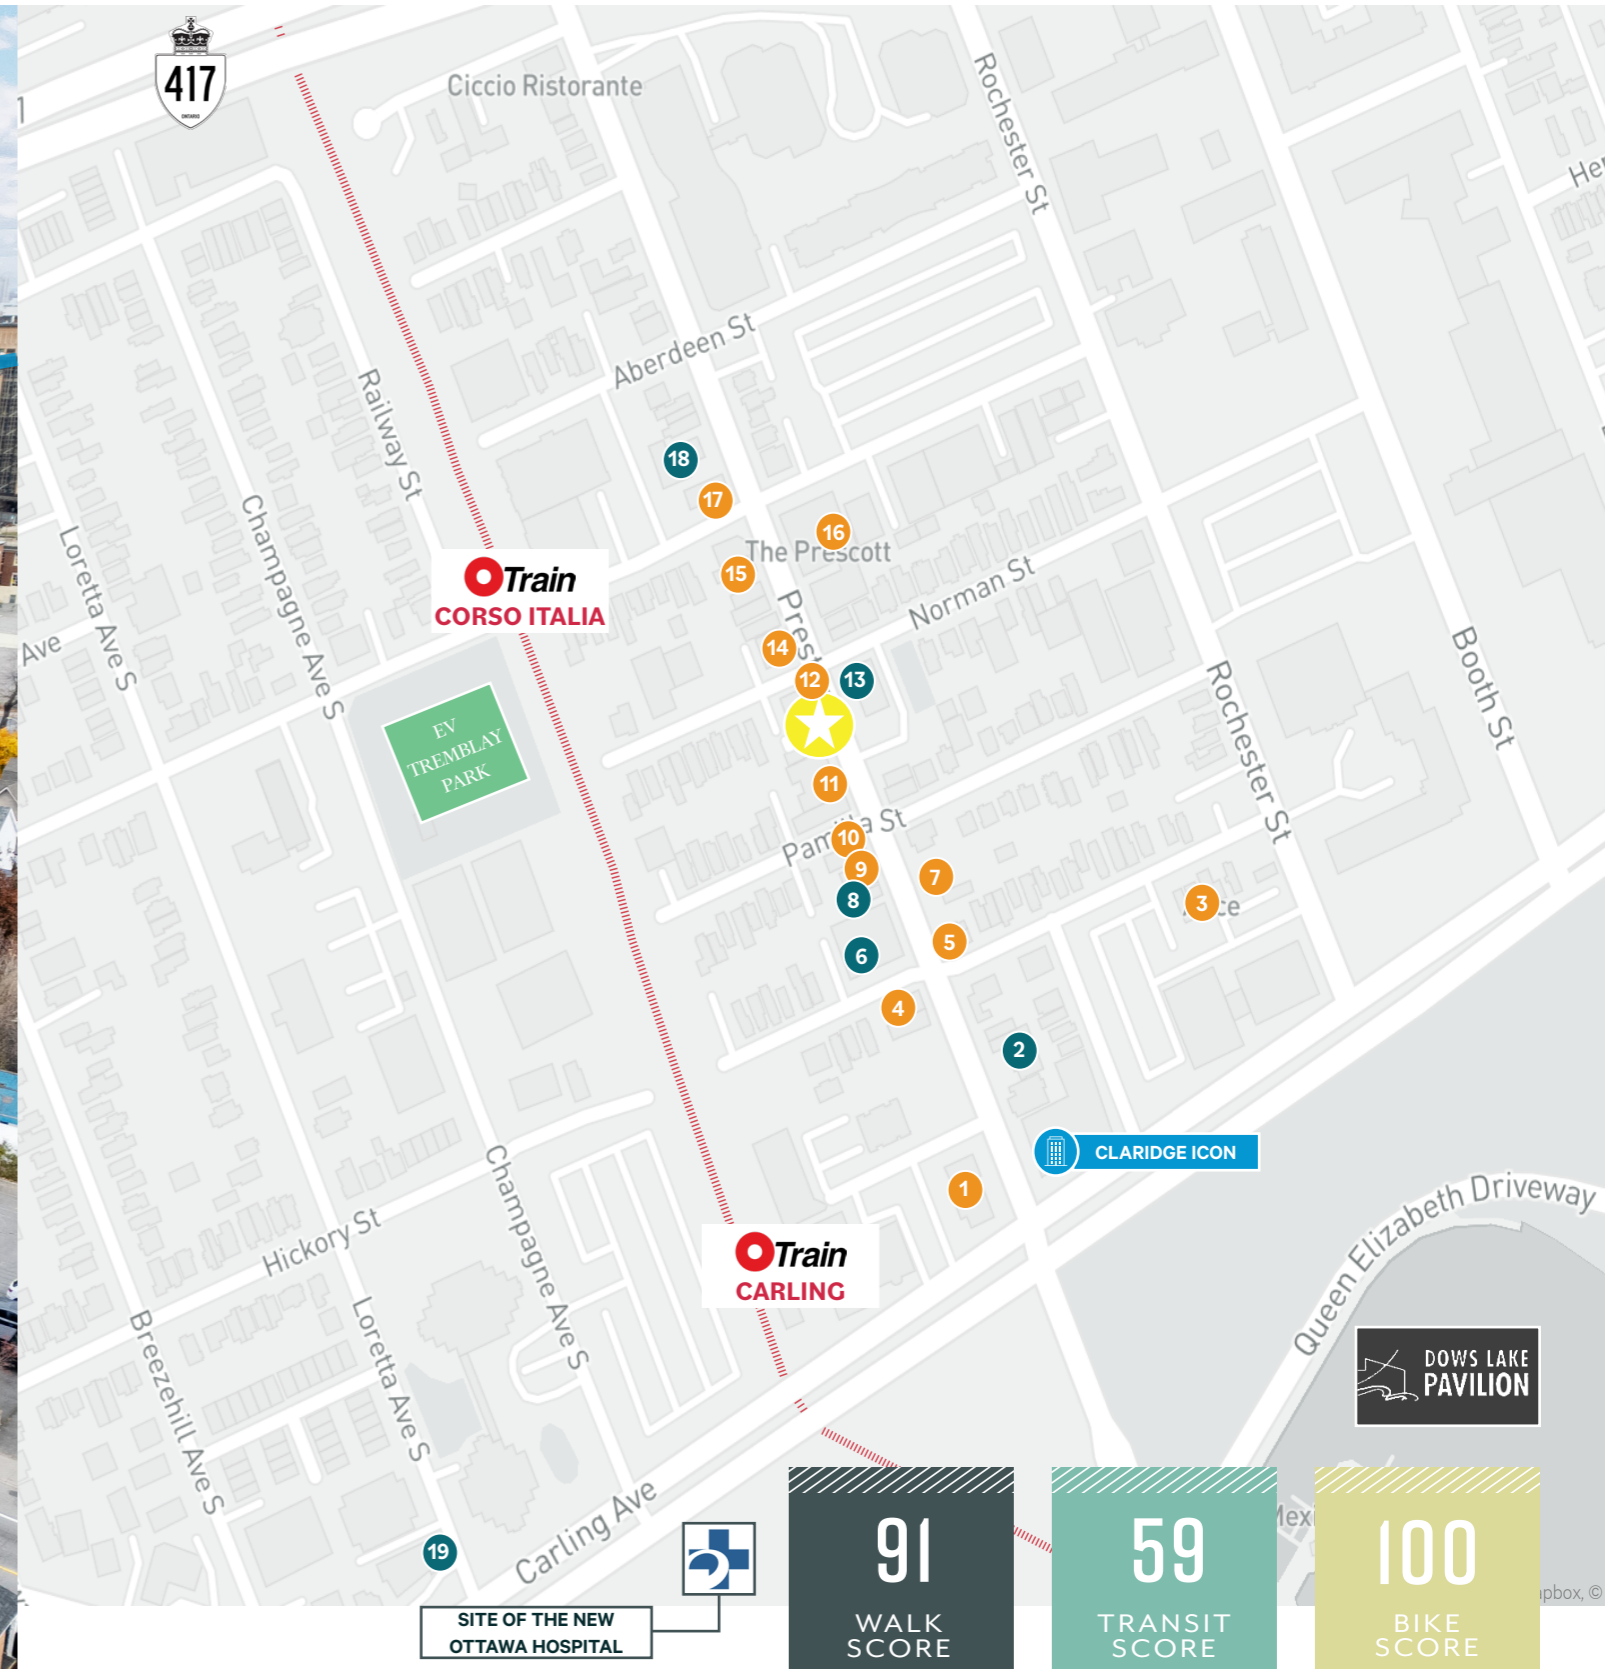 417
ONTARIO
Ciccio Ristorante
Rochester St
Aberdeen St
Railway St
18
17
16
The Prescott
15
Norman St
Loretta Ave S
Champagne Ave S
Train
CORSO ITALIA
Ave
14
12
13
Booth St
Rochester St
EV
TREMBLAY
PARK
11
10
9
8
7
3
6
5
4
2
CLARIDGE ICON
1
Queen Elizabeth Driveway
Hickory St
Champagne Ave S
Train
CARLING
Breezehill Ave S
Loretta Ave S
DOWS LAKE
PAVILION
19
Carling Ave
SITE OF THE NEW
OTTAWA HOSPITAL
91
WALK
SCORE
59
TRANSIT
SCORE
100
BIKE
SCORE